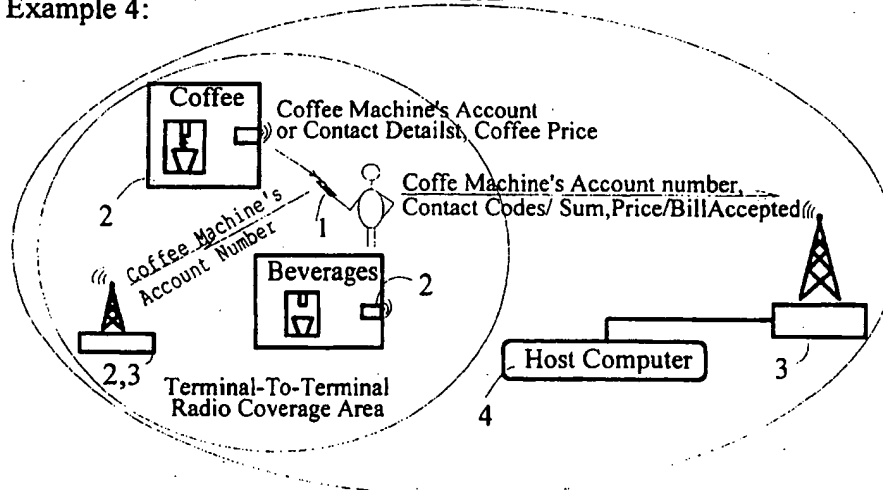 Example 4:
Coffee
Coffee Machine's Account
or Contact Detailst, Coffee Price
2
1
Coffe Machine's Account number,
Contact Codes/ Sum,Price/BillAccepted
Coffee Machine's
Account Number
Beverages
2
2,3
Terminal-To-Terminal
Radio Coverage Area
Host Computer
4
3